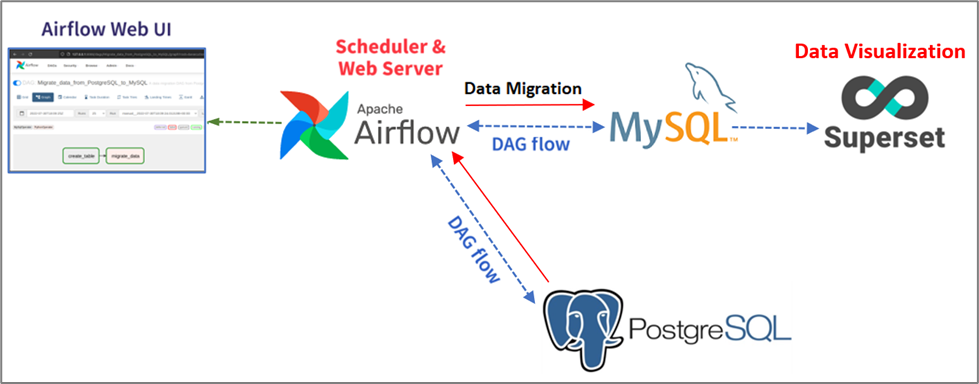 Airflow Web UI
Airflow
DAG: Migrate_data_from_PostgreSQL_to_MySQL
create_table
migrate_data
Scheduler &
Web Server
Apache
Airflow
Data Migration
DAG flow
MySQL™
Data Visualization
Superset
DAG flow
PostgreSQL